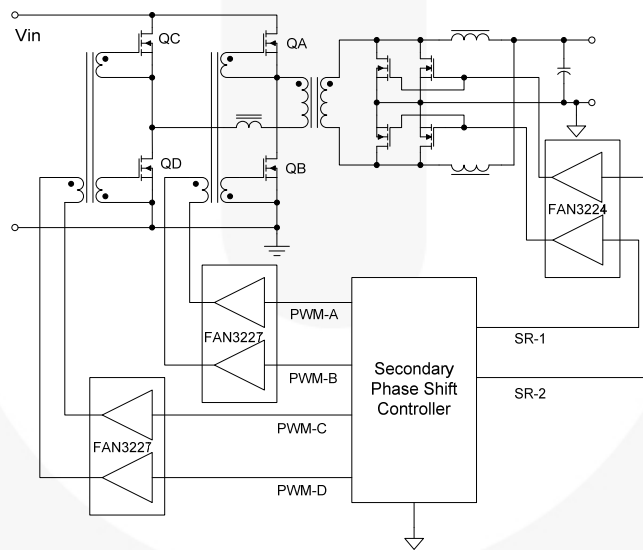 Vin
QC
QA
QD
QB
FAN3224
FAN3227
PWM-A
PWM-B
Secondary
Phase Shift
Controller
SR-1
SR-2
FAN3227
PWM-C
PWM-D